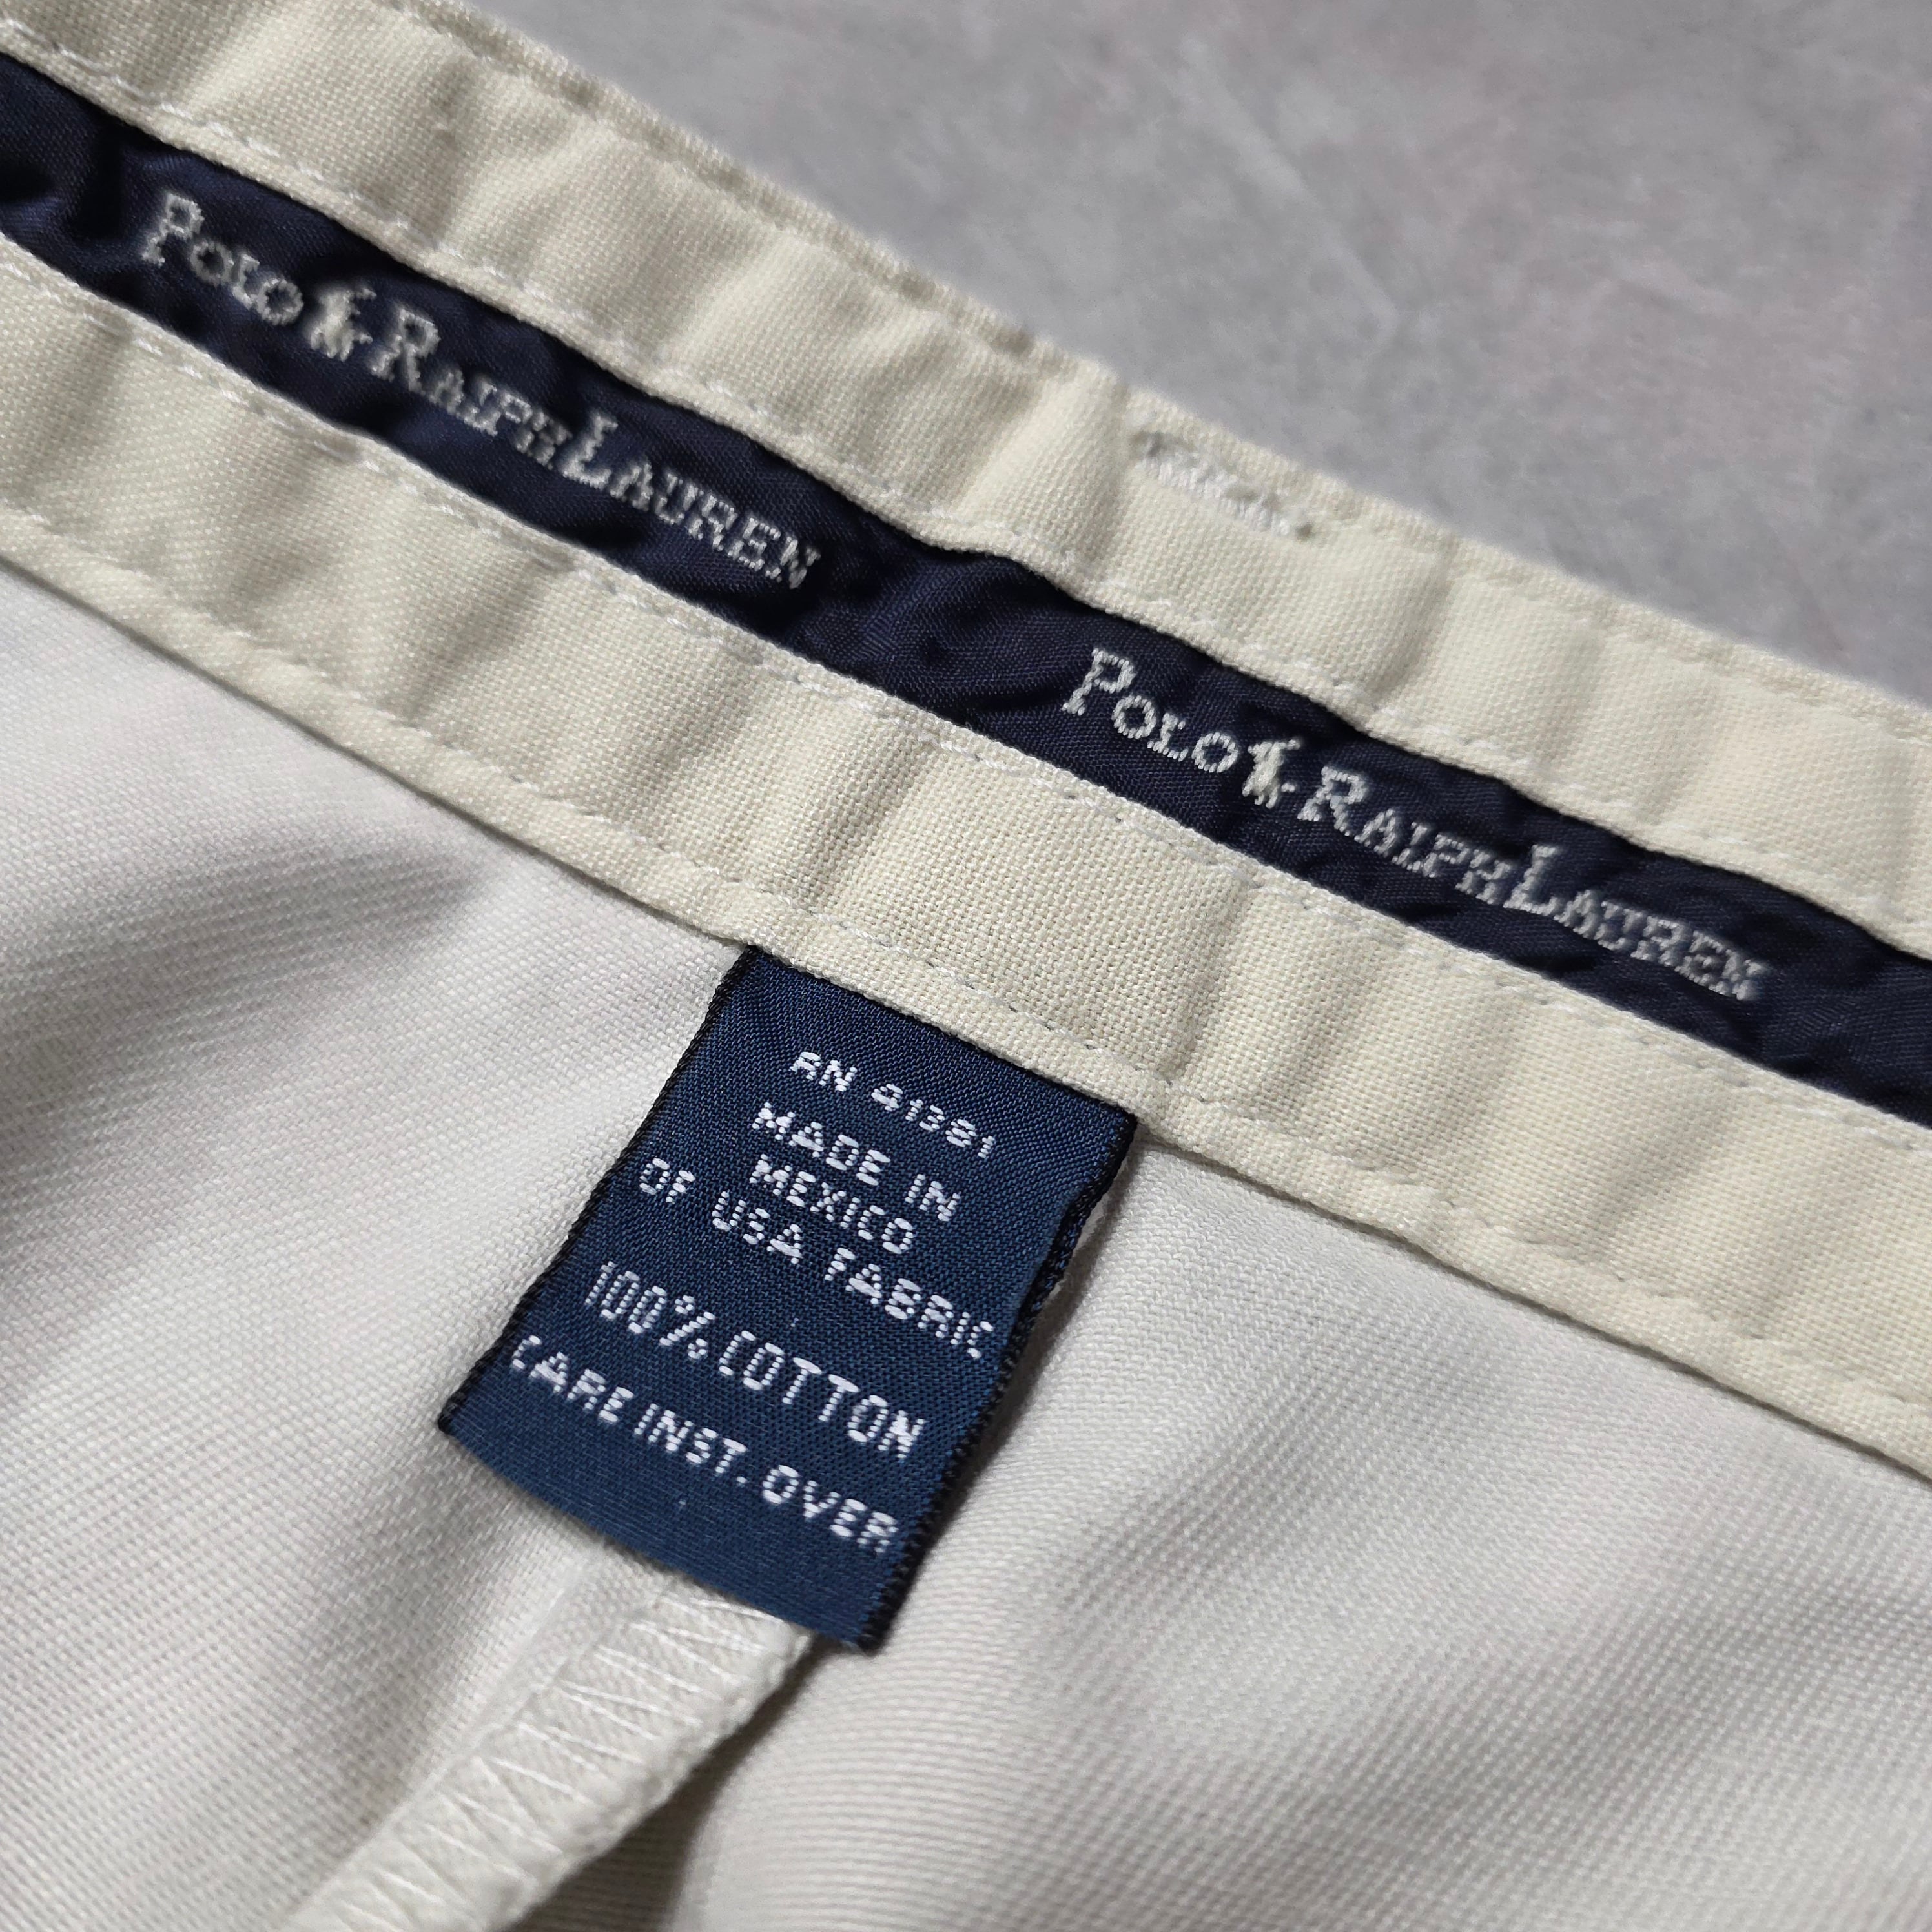 POLO RALPH LAUREN
POLO RALPH LAUREN
RN 41381
MADE IN
MEXICO
OF USA FABRIC
100% COTTON
CARE INST. OVER